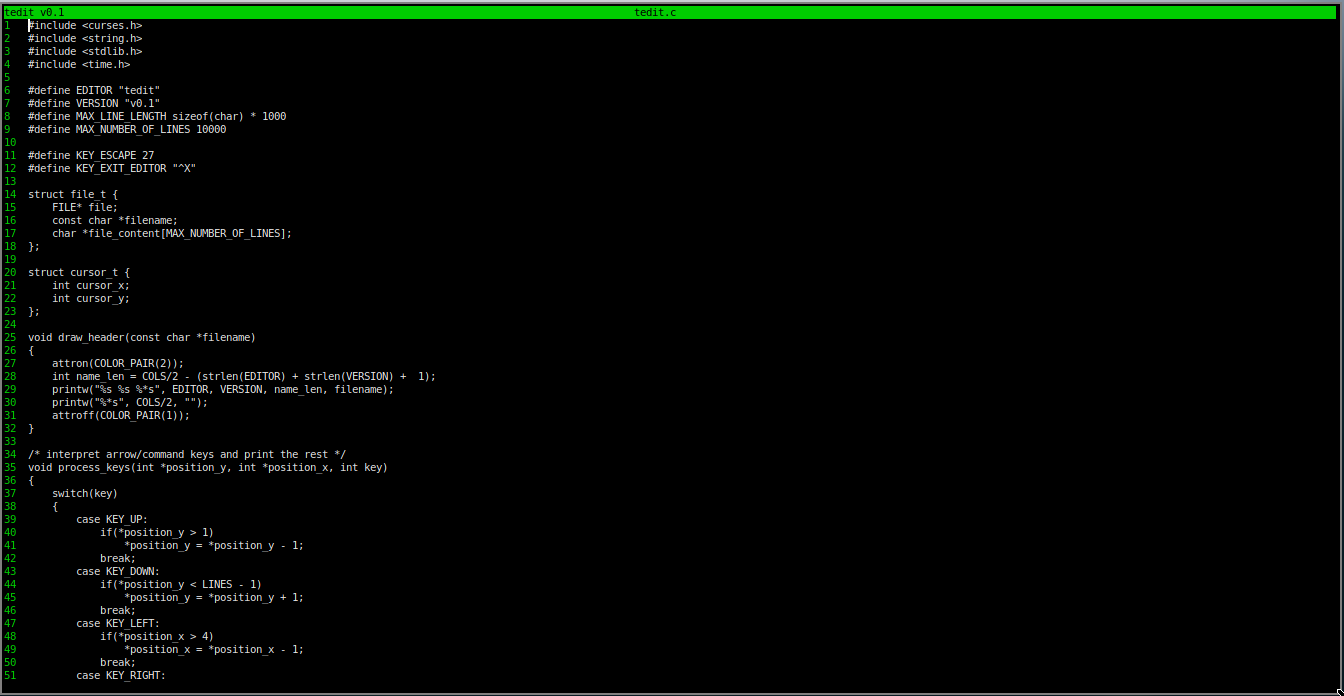 tedit v0.1 tedit.c
1 #include <curses.h>
2 #include <string.h>
3 #include <stdlib.h>
4 #include <time.h>
5
6 #define EDITOR "tedit"
7 #define VERSION "v0.1"
8 #define MAX_LINE_LENGTH sizeof(char) * 1000
9 #define MAX_NUMBER_OF_LINES 10000
10
11 #define KEY_ESCAPE 27
12 #define KEY_EXIT_EDITOR "^X"
13
14 struct file_t {
15     FILE* file;
16     const char *filename;
17     char *file_content[MAX_NUMBER_OF_LINES];
18 };
19
20 struct cursor_t {
21     int cursor_x;
22     int cursor_y;
23 };
24
25 void draw_header(const char *filename)
26 {
27     attron(COLOR_PAIR(2));
28     int name_len = COLS/2 - (strlen(EDITOR) + strlen(VERSION) +  1);
29     printw("%s %s %*s", EDITOR, VERSION, name_len, filename);
30     printw("%*s", COLS/2, "");
31     attroff(COLOR_PAIR(1));
32 }
33
34 /* interpret arrow/command keys and print the rest */
35 void process_keys(int *position_y, int *position_x, int key)
36 {
37     switch(key)
38     {
39         case KEY_UP:
40             if(*position_y > 1)
41                 *position_y = *position_y - 1;
42             break;
43         case KEY_DOWN:
44             if(*position_y < LINES - 1)
45                 *position_y = *position_y + 1;
46             break;
47         case KEY_LEFT:
48             if(*position_x > 4)
49                 *position_x = *position_x - 1;
50             break;
51         case KEY_RIGHT: